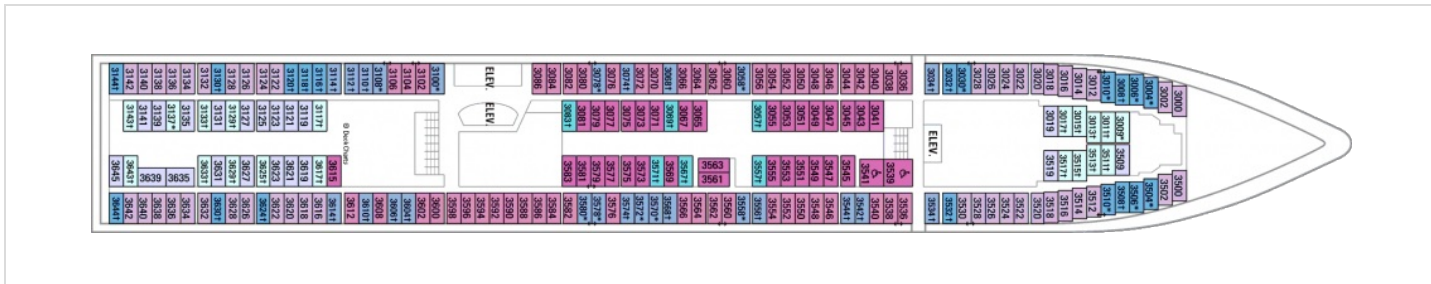 3144† 3142 3140 3138 3136 3134 3132 3130† 3128 3126 3124 3122 3120† 3118† 3116† 3114† 3112† 3110† 3108* 3106 3104 3102 3100* ELEV. 3086 3084 3082 3080 3078* 3076 3074† 3072 3070 3068† 3066 3064 3062 3060 3058* 3056 3054 3052 3050 3048 3046 3044 3042 3040 3038 3036 3034† 3032† 3030* 3028 3026 3024 3022 3020 3018 3016 3014 3012 3010* 3008† 3006* 3004* 3002 3000
3143† 3141 3139 3137* 3135 3133† 3131 3129† 3127 3125 3123 3121 3119 3117† ELEV. 3083† 3081 3079 3077 3075 3073 3071 3069† 3067 3065 3057† 3055 3053 3051 3049 3047 3045 3043 3041 3019 3017† 3015† 3013† 3011† 3009*
© Deck Charts
ELEV.
3645 3643† 3639 3635 3633† 3631 3629† 3627 3625† 3623 3621 3619 3617† 3615 3583 3581 3579 3577 3575 3573 3571† 3569 3567† 3563 3561 3557† 3555 3553 3551 3549 3547 3545 3541 3539 3519 3517† 3515† 3513† 3511† 3509
3644† 3642 3640 3638 3636 3634 3632 3630† 3628 3626 3624† 3622 3620 3618 3616 3614† 3612 3610† 3608 3606† 3604† 3602 3600 3598 3596 3594 3592 3590 3588 3586 3584 3582 3580* 3578* 3576 3574† 3572* 3570* 3568† 3566 3564 3562 3560 3558* 3556† 3554 3552 3550 3548 3546 3544† 3542† 3540 3538 3536 3534† 3532† 3530 3528 3526 3524 3522 3520 3518 3516 3514 3512 3510* 3508† 3506* 3504* 3502 3500